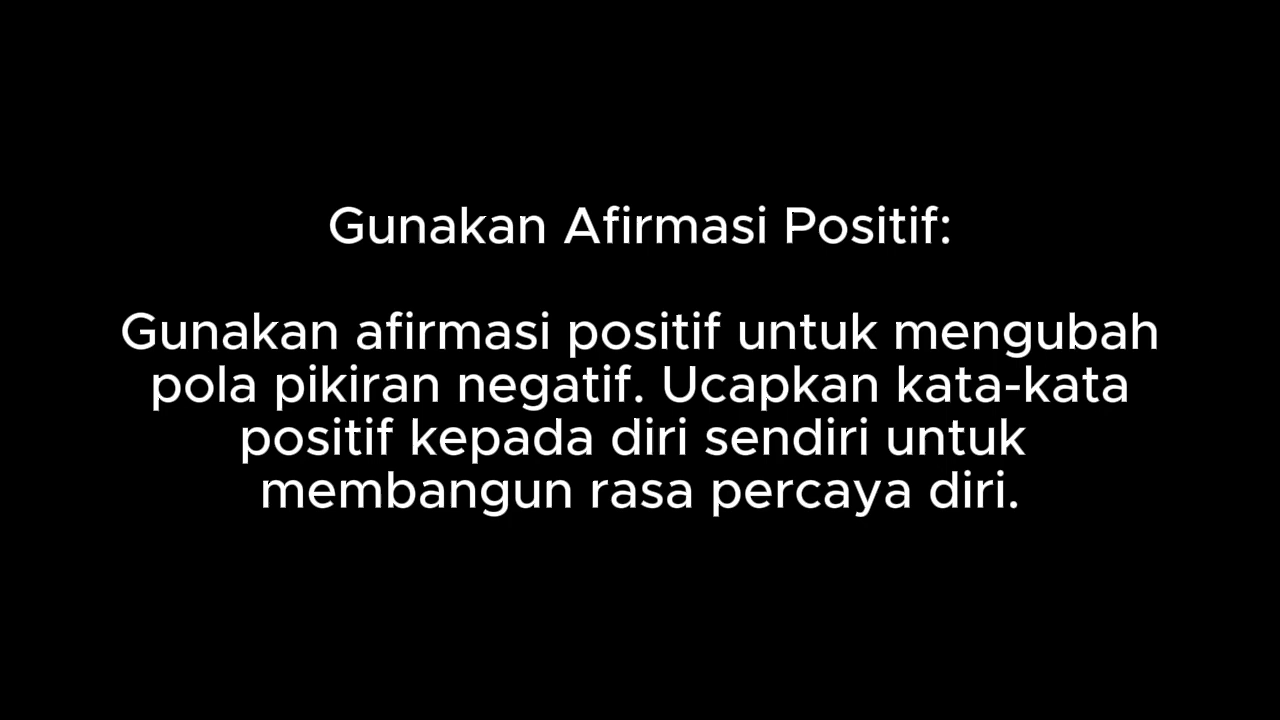 Gunakan Afirmasi Positif:
Gunakan afirmasi positif untuk mengubah
pola pikiran negatif. Ucapkan kata-kata
positif kepada diri sendiri untuk
membangun rasa percaya diri.